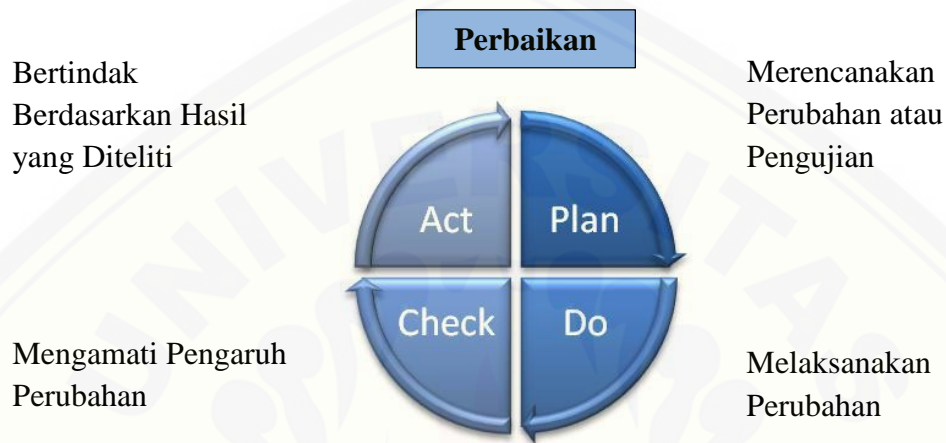 Perbaikan
Bertindak
Berdasarkan Hasil
yang Diteliti
Merencanakan
Perubahan atau
Pengujian
Act
Plan
Check
Do
Mengamati Pengaruh
Perubahan
Melaksanakan
Perubahan
UNIVERSITAS